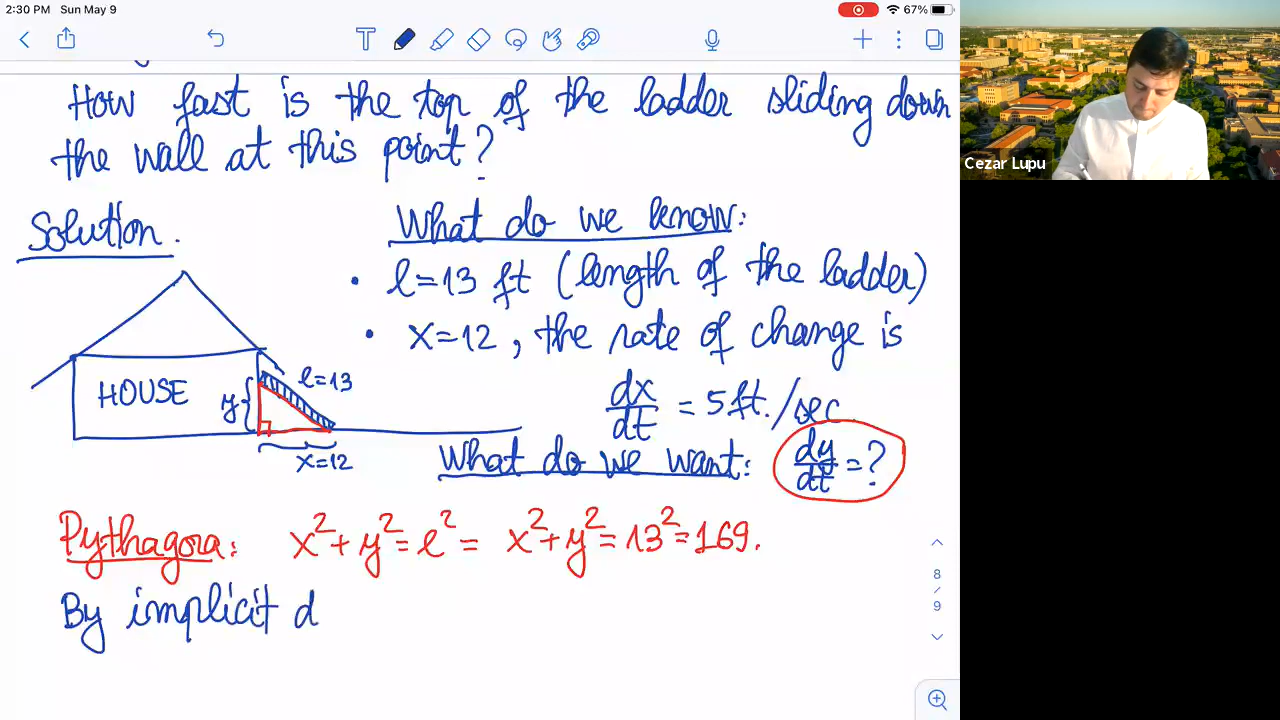 2:30 PM Sun May 9
67%
How fast is the top of the ladder sliding down
the wall at this point?
Cezar Lupu
Solution.
What do we know:
• l=13 ft (length of the ladder)
• x=12, the rate of change is
dx/dt = 5ft./sec
HOUSE
y
l=13
x=12
What do we want: dy/dt = ?
Pythagora: x²+y²=l²= x²+y²=13²=169.
By implicit d
8
/
9